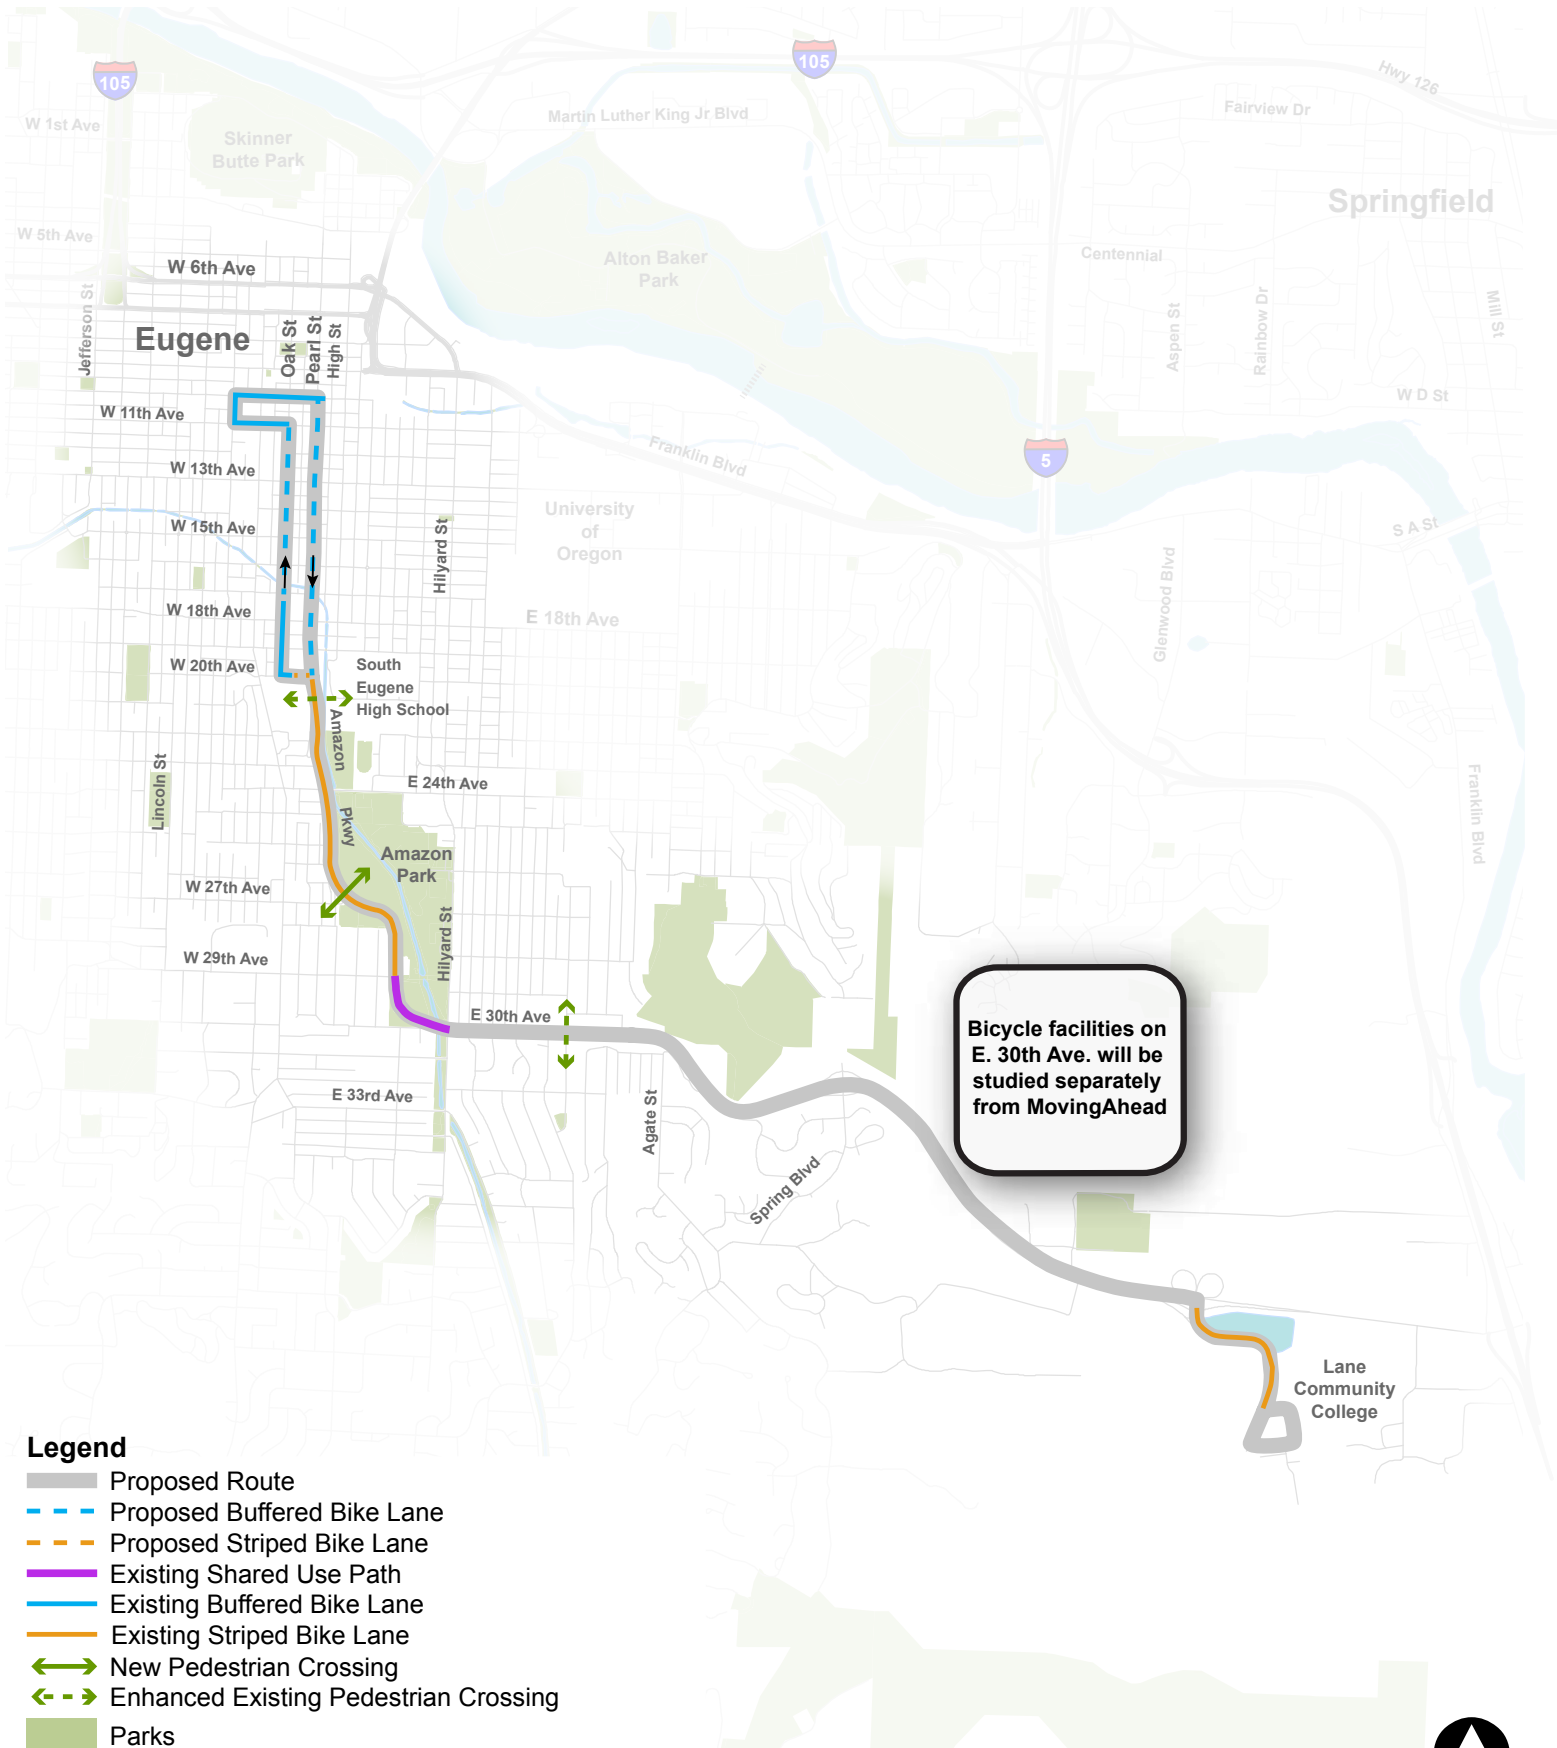 105
105
Hwy 126
W 1st Ave
Martin Luther King Jr Blvd
Fairview Dr
Skinner
Butte Park
Springfield
W 5th Ave
W 6th Ave
Alton Baker
Park
Centennial
Jefferson St
Eugene
Oak St
Pearl St
High St
Aspen St
Rainbow Dr
Mill St
W 11th Ave
W D St
Franklin Blvd
5
W 13th Ave
W 15th Ave
Hilyard St
University
of
Oregon
S A St
Glenwood Blvd
W 18th Ave
E 18th Ave
W 20th Ave
South
Eugene
High School
Amazon
Pkwy
Lincoln St
E 24th Ave
Franklin Blvd
Amazon
Park
W 27th Ave
Hilyard St
W 29th Ave
E 30th Ave
Bicycle facilities on
E. 30th Ave. will be
studied separately
from MovingAhead
E 33rd Ave
Agate St
Spring Blvd
Lane
Community
College
Legend
Proposed Route
Proposed Buffered Bike Lane
Proposed Striped Bike Lane
Existing Shared Use Path
Existing Buffered Bike Lane
Existing Striped Bike Lane
New Pedestrian Crossing
Enhanced Existing Pedestrian Crossing
Parks